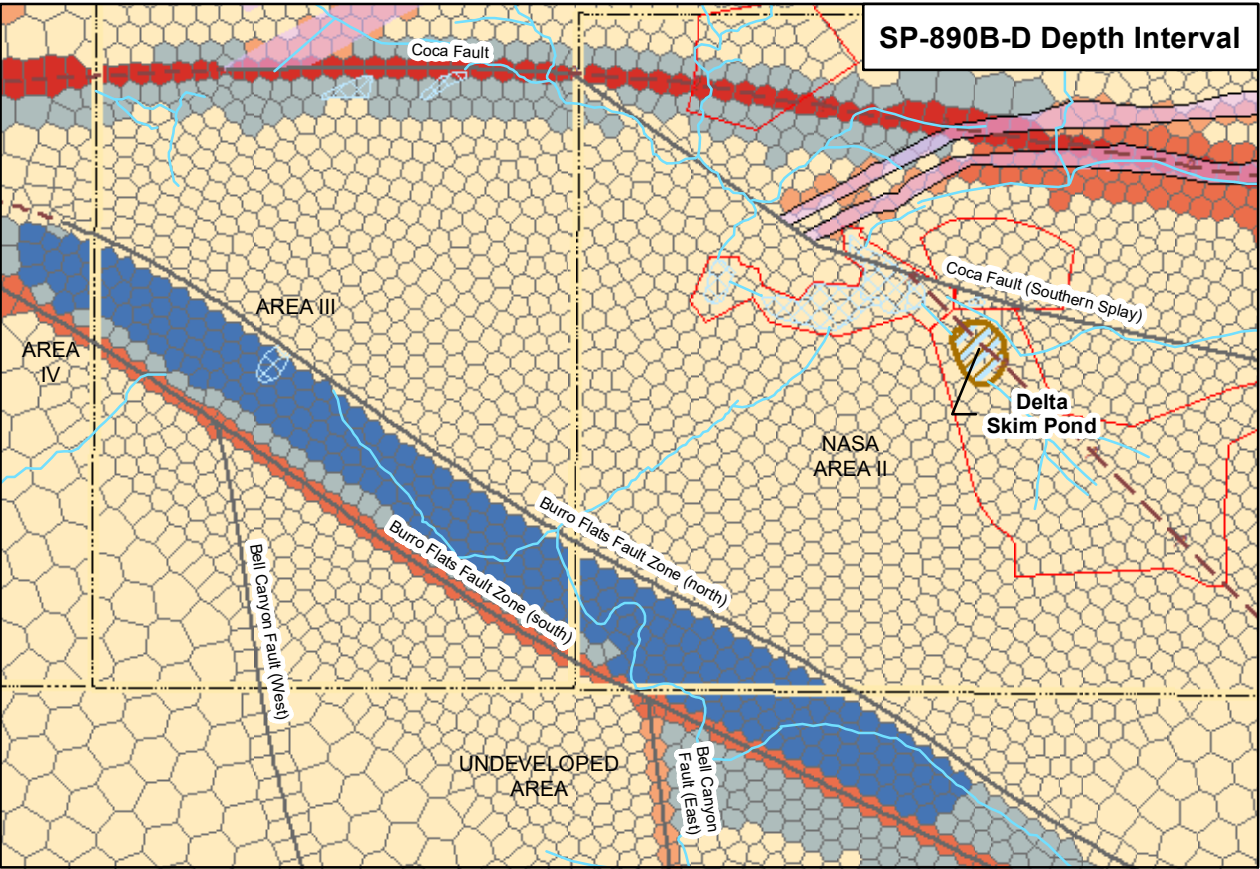 SP-890B-D Depth Interval
Coca Fault
Coca Fault (Southern Splay)
AREA III
AREA
IV
Delta
Skim Pond
NASA
AREA II
Burro Flats Fault Zone (north)
Burro Flats Fault Zone (south)
Bell Canyon Fault (West)
UNDEVELOPED
AREA
Bell Canyon
Fault (East)